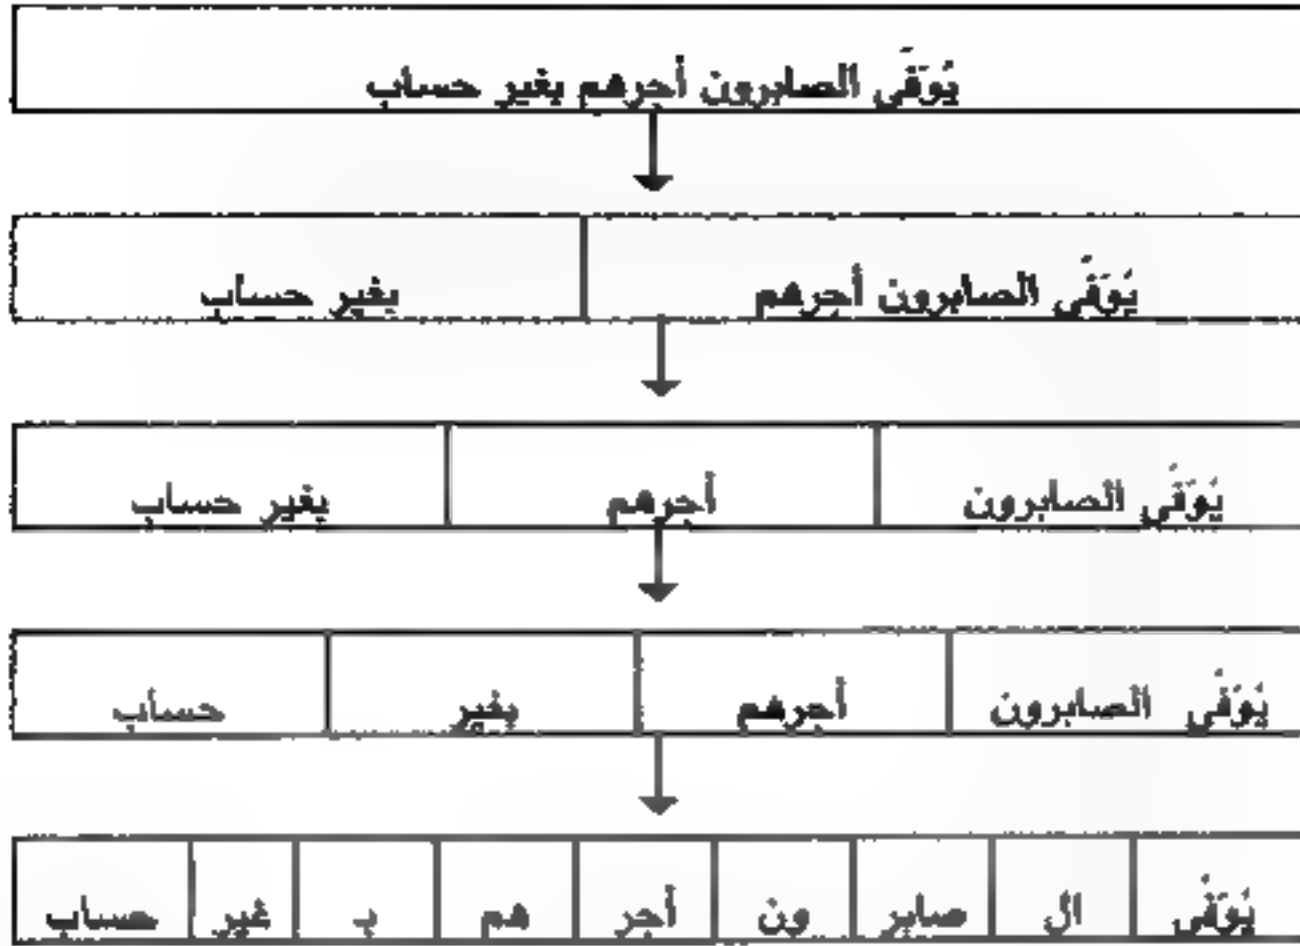 يُوَفَّى الصابرون أجرهم بغير حساب
يُوَفَّى الصابرون أجرهم بغير حساب
يُوَفَّى الصابرون أجرهم بغير حساب
يُوَفَّى الصابرون أجرهم بغير حساب
يُوَفَّى ال صابر ون أجر هم بـ غير حساب